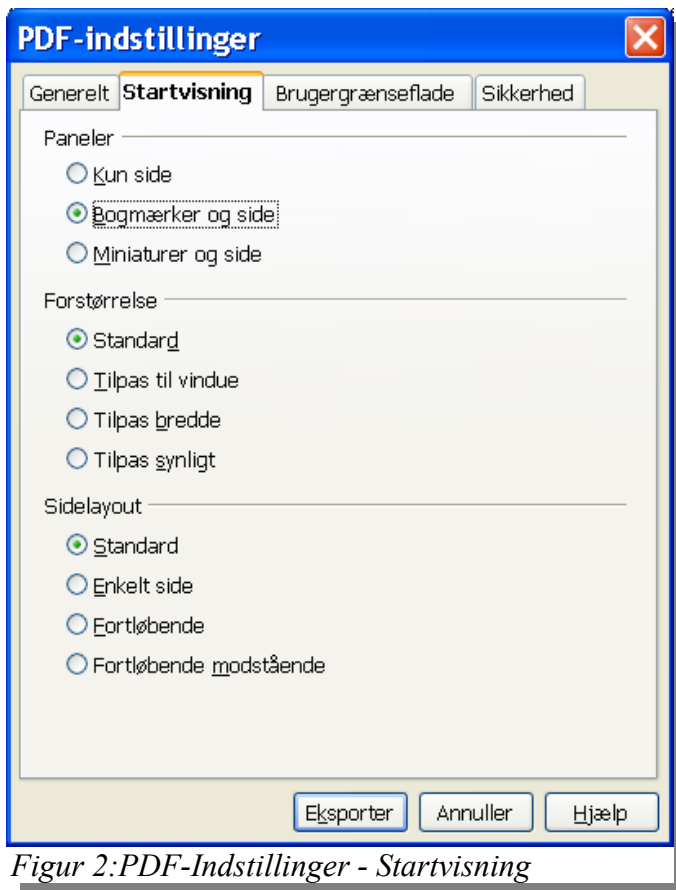 PDF-indstillinger
Generelt Startvisning Brugergrænseflade Sikkerhed
Paneler
Kun side
Bogmærker og side
Miniaturer og side
Forstørrelse
Standard
Tilpas til vindue
Tilpas bredde
Tilpas synligt
Sidelayout
Standard
Enkelt side
Fortløbende
Fortløbende modstående
Eksporter Annuller Hjælp
Figur 2:PDF-Indstillinger - Startvisning